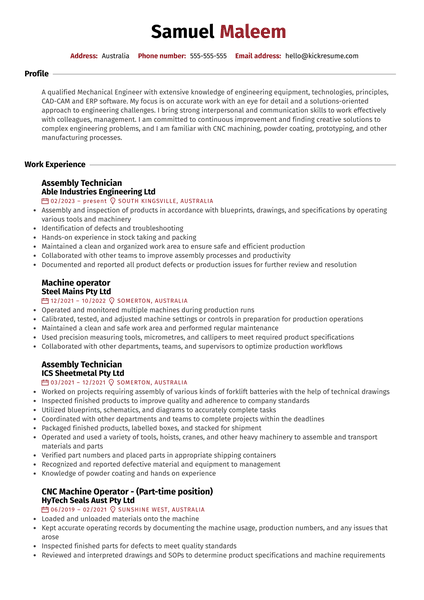 Samuel Maleem
Address: Australia Phone number: 555-555-555 Email address: hello@kickresume.com
Profile
A qualified Mechanical Engineer with extensive knowledge of engineering equipment, technologies, principles,
CAD-CAM and ERP software. My focus is on accurate work with an eye for detail and a solutions-oriented
approach to engineering challenges. I bring strong interpersonal and communication skills to work effectively
with colleagues, management. I am committed to continuous improvement and finding creative solutions to
complex engineering problems, and I am familiar with CNC machining, powder coating, prototyping, and other
manufacturing processes.
Work Experience
Assembly Technician
Able Industries Engineering Ltd
02/2023 – present SOUTH KINGSVILLE, AUSTRALIA
• Assembly and inspection of products in accordance with blueprints, drawings, and specifications by operating
various tools and machinery
• Identification of defects and troubleshooting
• Hands-on experience in stock taking and packing
• Maintained a clean and organized work area to ensure safe and efficient production
• Collaborated with other teams to improve assembly processes and productivity
• Documented and reported all product defects or production issues for further review and resolution
Machine operator
Steel Mains Pty Ltd
12/2021 – 10/2022 SOMERTON, AUSTRALIA
• Operated and monitored multiple machines during production runs
• Calibrated, tested, and adjusted machine settings or controls in preparation for production operations
• Maintained a clean and safe work area and performed regular maintenance
• Used precision measuring tools, micrometres, and callipers to meet required product specifications
• Collaborated with other departments, teams, and supervisors to optimize production workflows
Assembly Technician
ICS Sheetmetal Pty Ltd
03/2021 – 12/2021 SOMERTON, AUSTRALIA
• Worked on projects requiring assembly of various kinds of forklift batteries with the help of technical drawings
• Inspected finished products to improve quality and adherence to company standards
• Utilized blueprints, schematics, and diagrams to accurately complete tasks
• Coordinated with other departments and teams to complete projects within the deadlines
• Packaged finished products, labelled boxes, and stacked for shipment
• Operated and used a variety of tools, hoists, cranes, and other heavy machinery to assemble and transport
materials and parts
• Verified part numbers and placed parts in appropriate shipping containers
• Recognized and reported defective material and equipment to management
• Knowledge of powder coating and hands on experience
CNC Machine Operator - (Part-time position)
HyTech Seals Aust Pty Ltd
06/2019 – 02/2021 SUNSHINE WEST, AUSTRALIA
• Loaded and unloaded materials onto the machine
• Kept accurate operating records by documenting the machine usage, production numbers, and any issues that
arose
• Inspected finished parts for defects to meet quality standards
• Reviewed and interpreted drawings and SOPs to determine product specifications and machine requirements